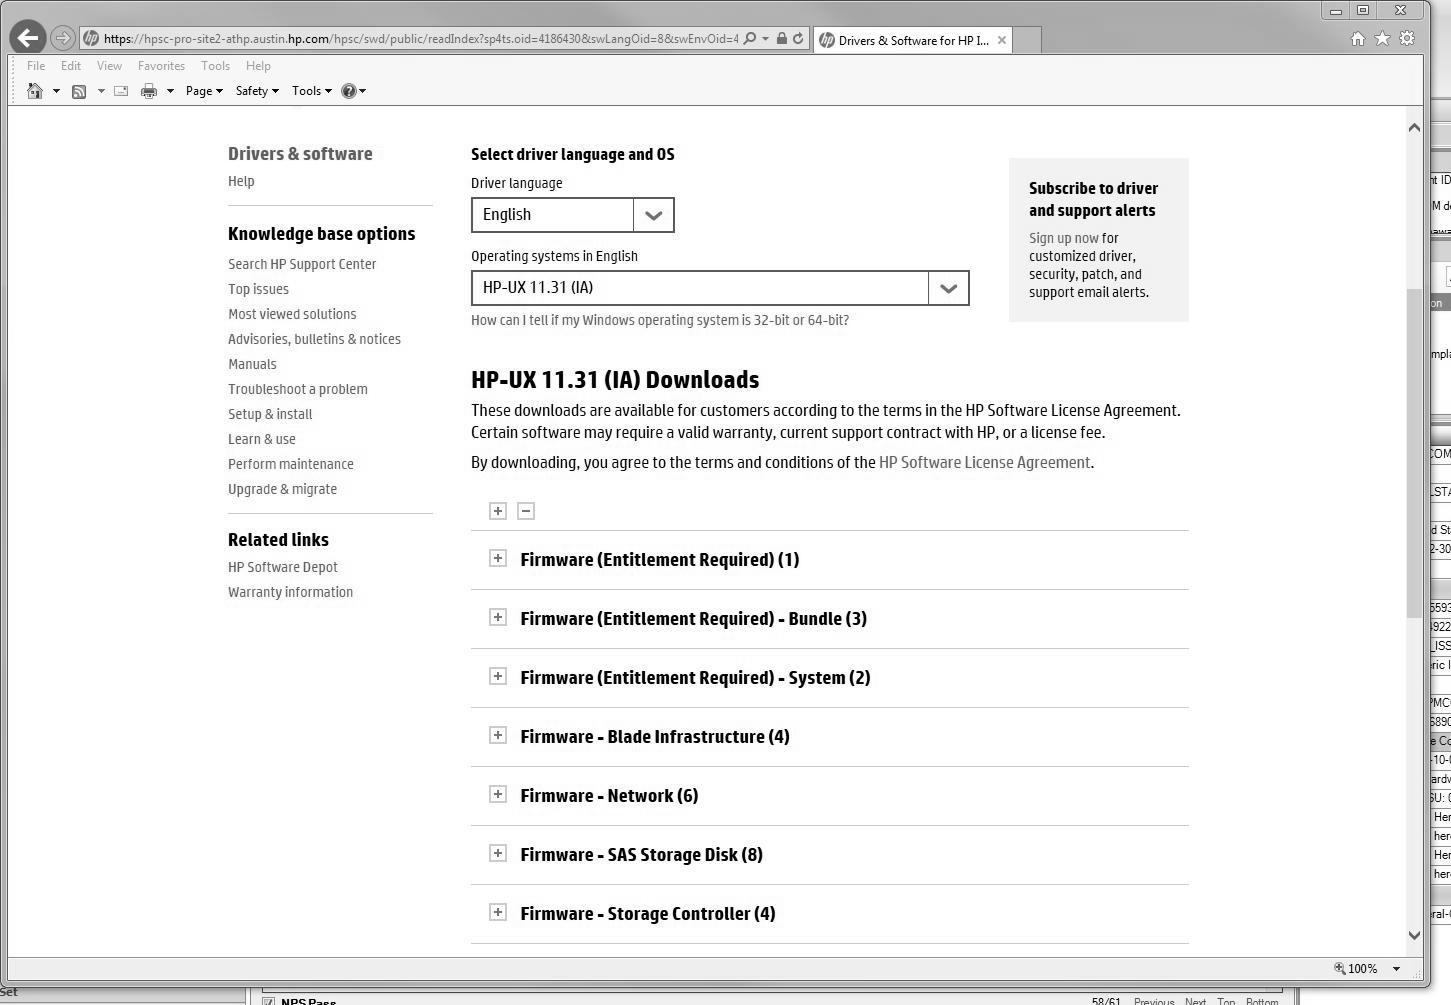 https://hpsc-pro-site2-athp.austin.hp.com/hpsc/swd/public/readIndex?sp4ts.oid=4186430&swLangOid=8&swEnvOid=4
Drivers & Software for HP I...
File Edit View Favorites Tools Help
Page Safety Tools
Drivers & software
Help
Knowledge base options
Search HP Support Center
Top issues
Most viewed solutions
Advisories, bulletins & notices
Manuals
Troubleshoot a problem
Setup & install
Learn & use
Perform maintenance
Upgrade & migrate
Related links
HP Software Depot
Warranty information
Select driver language and OS
Driver language
English
Operating systems in English
HP-UX 11.31 (IA)
How can I tell if my Windows operating system is 32-bit or 64-bit?
Subscribe to driver
and support alerts
Sign up now for
customized driver,
security, patch, and
support email alerts.
HP-UX 11.31 (IA) Downloads
These downloads are available for customers according to the terms in the HP Software License Agreement.
Certain software may require a valid warranty, current support contract with HP, or a license fee.
By downloading, you agree to the terms and conditions of the HP Software License Agreement.
Firmware (Entitlement Required) (1)
Firmware (Entitlement Required) - Bundle (3)
Firmware (Entitlement Required) - System (2)
Firmware - Blade Infrastructure (4)
Firmware - Network (6)
Firmware - SAS Storage Disk (8)
Firmware - Storage Controller (4)
100%
Set
NPS Pass
58/61 Previous Next Top Bottom